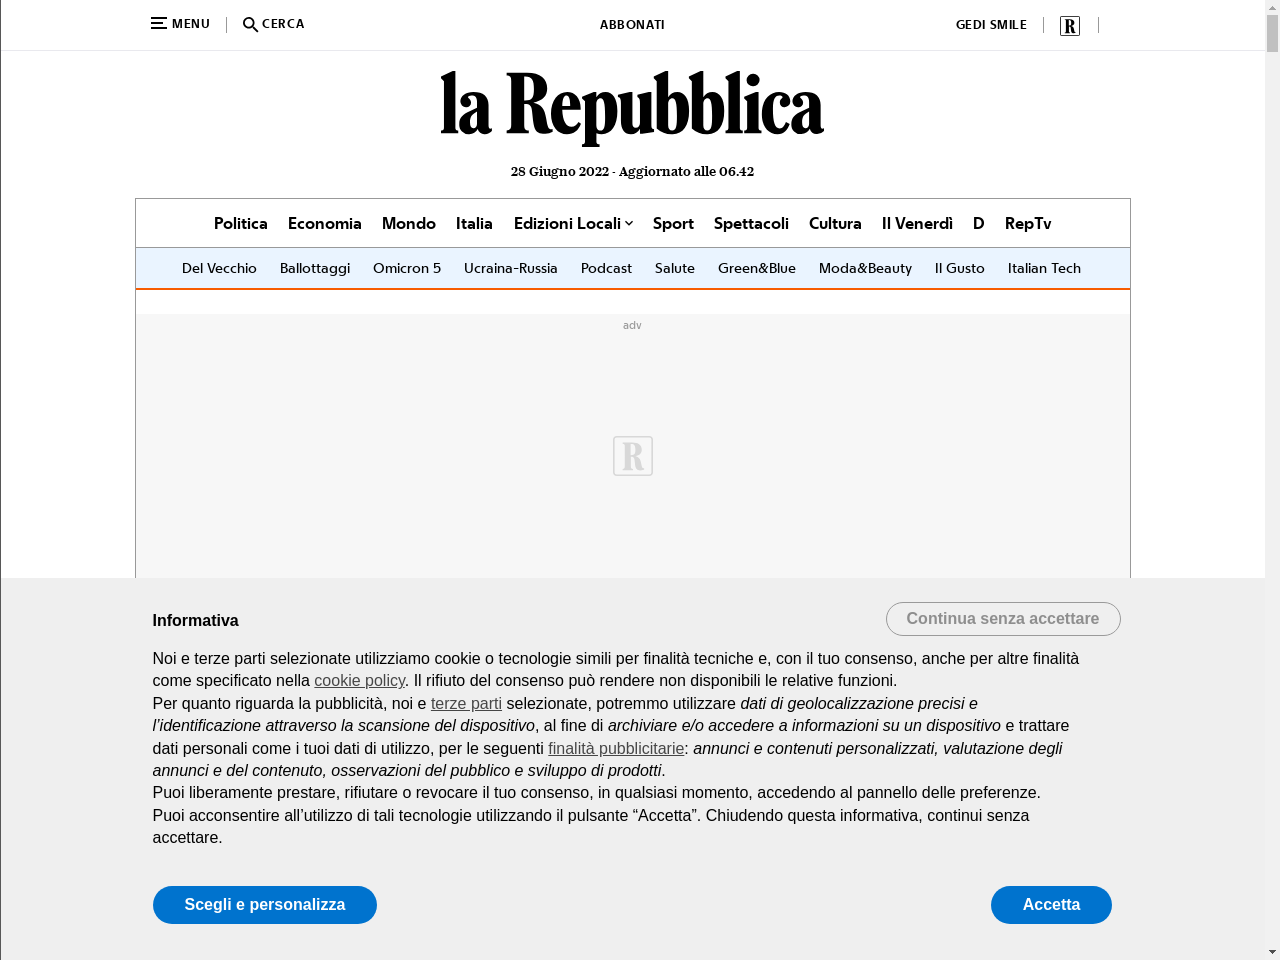 MENU
CERCA
ABBONATI
GEDI SMILE
R
la Repubblica
28 Giugno 2022 - Aggiornato alle 06.42
Politica Economia Mondo Italia Edizioni Locali Sport Spettacoli Cultura Il Venerdì D RepTv
Del Vecchio Ballottaggi Omicron 5 Ucraina-Russia Podcast Salute Green&Blue Moda&Beauty Il Gusto Italian Tech
adv
R
Informativa
Continua senza accettare
Noi e terze parti selezionate utilizziamo cookie o tecnologie simili per finalità tecniche e, con il tuo consenso, anche per altre finalità
come specificato nella cookie policy. Il rifiuto del consenso può rendere non disponibili le relative funzioni.
Per quanto riguarda la pubblicità, noi e terze parti selezionate, potremmo utilizzare dati di geolocalizzazione precisi e
l’identificazione attraverso la scansione del dispositivo, al fine di archiviare e/o accedere a informazioni su un dispositivo e trattare
dati personali come i tuoi dati di utilizzo, per le seguenti finalità pubblicitarie: annunci e contenuti personalizzati, valutazione degli
annunci e del contenuto, osservazioni del pubblico e sviluppo di prodotti.
Puoi liberamente prestare, rifiutare o revocare il tuo consenso, in qualsiasi momento, accedendo al pannello delle preferenze.
Puoi acconsentire all’utilizzo di tali tecnologie utilizzando il pulsante “Accetta”. Chiudendo questa informativa, continui senza
accettare.
Scegli e personalizza
Accetta